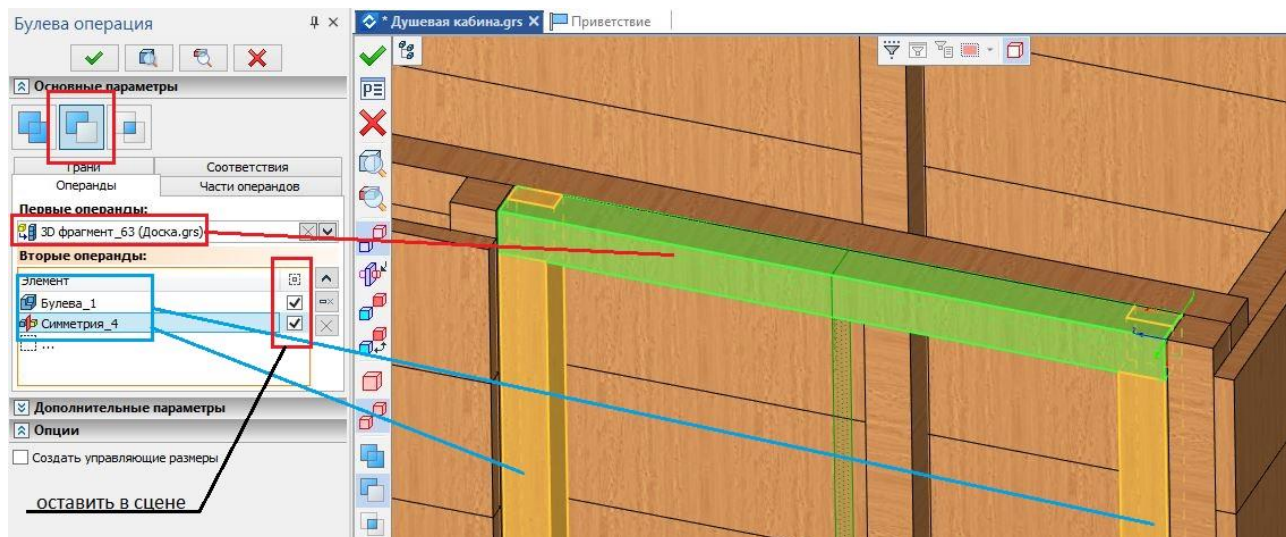 Булева операция
* Душевая кабина.grs
Приветствие
Основные параметры
Грани
Соответствия
Операнды
Части операндов
Первые операнды:
3D фрагмент_63 (Доска.grs)
Вторые операнды:
Элемент
Булева_1
Симметрия_4
...
Дополнительные параметры
Опции
Создать управляющие размеры
оставить в сцене